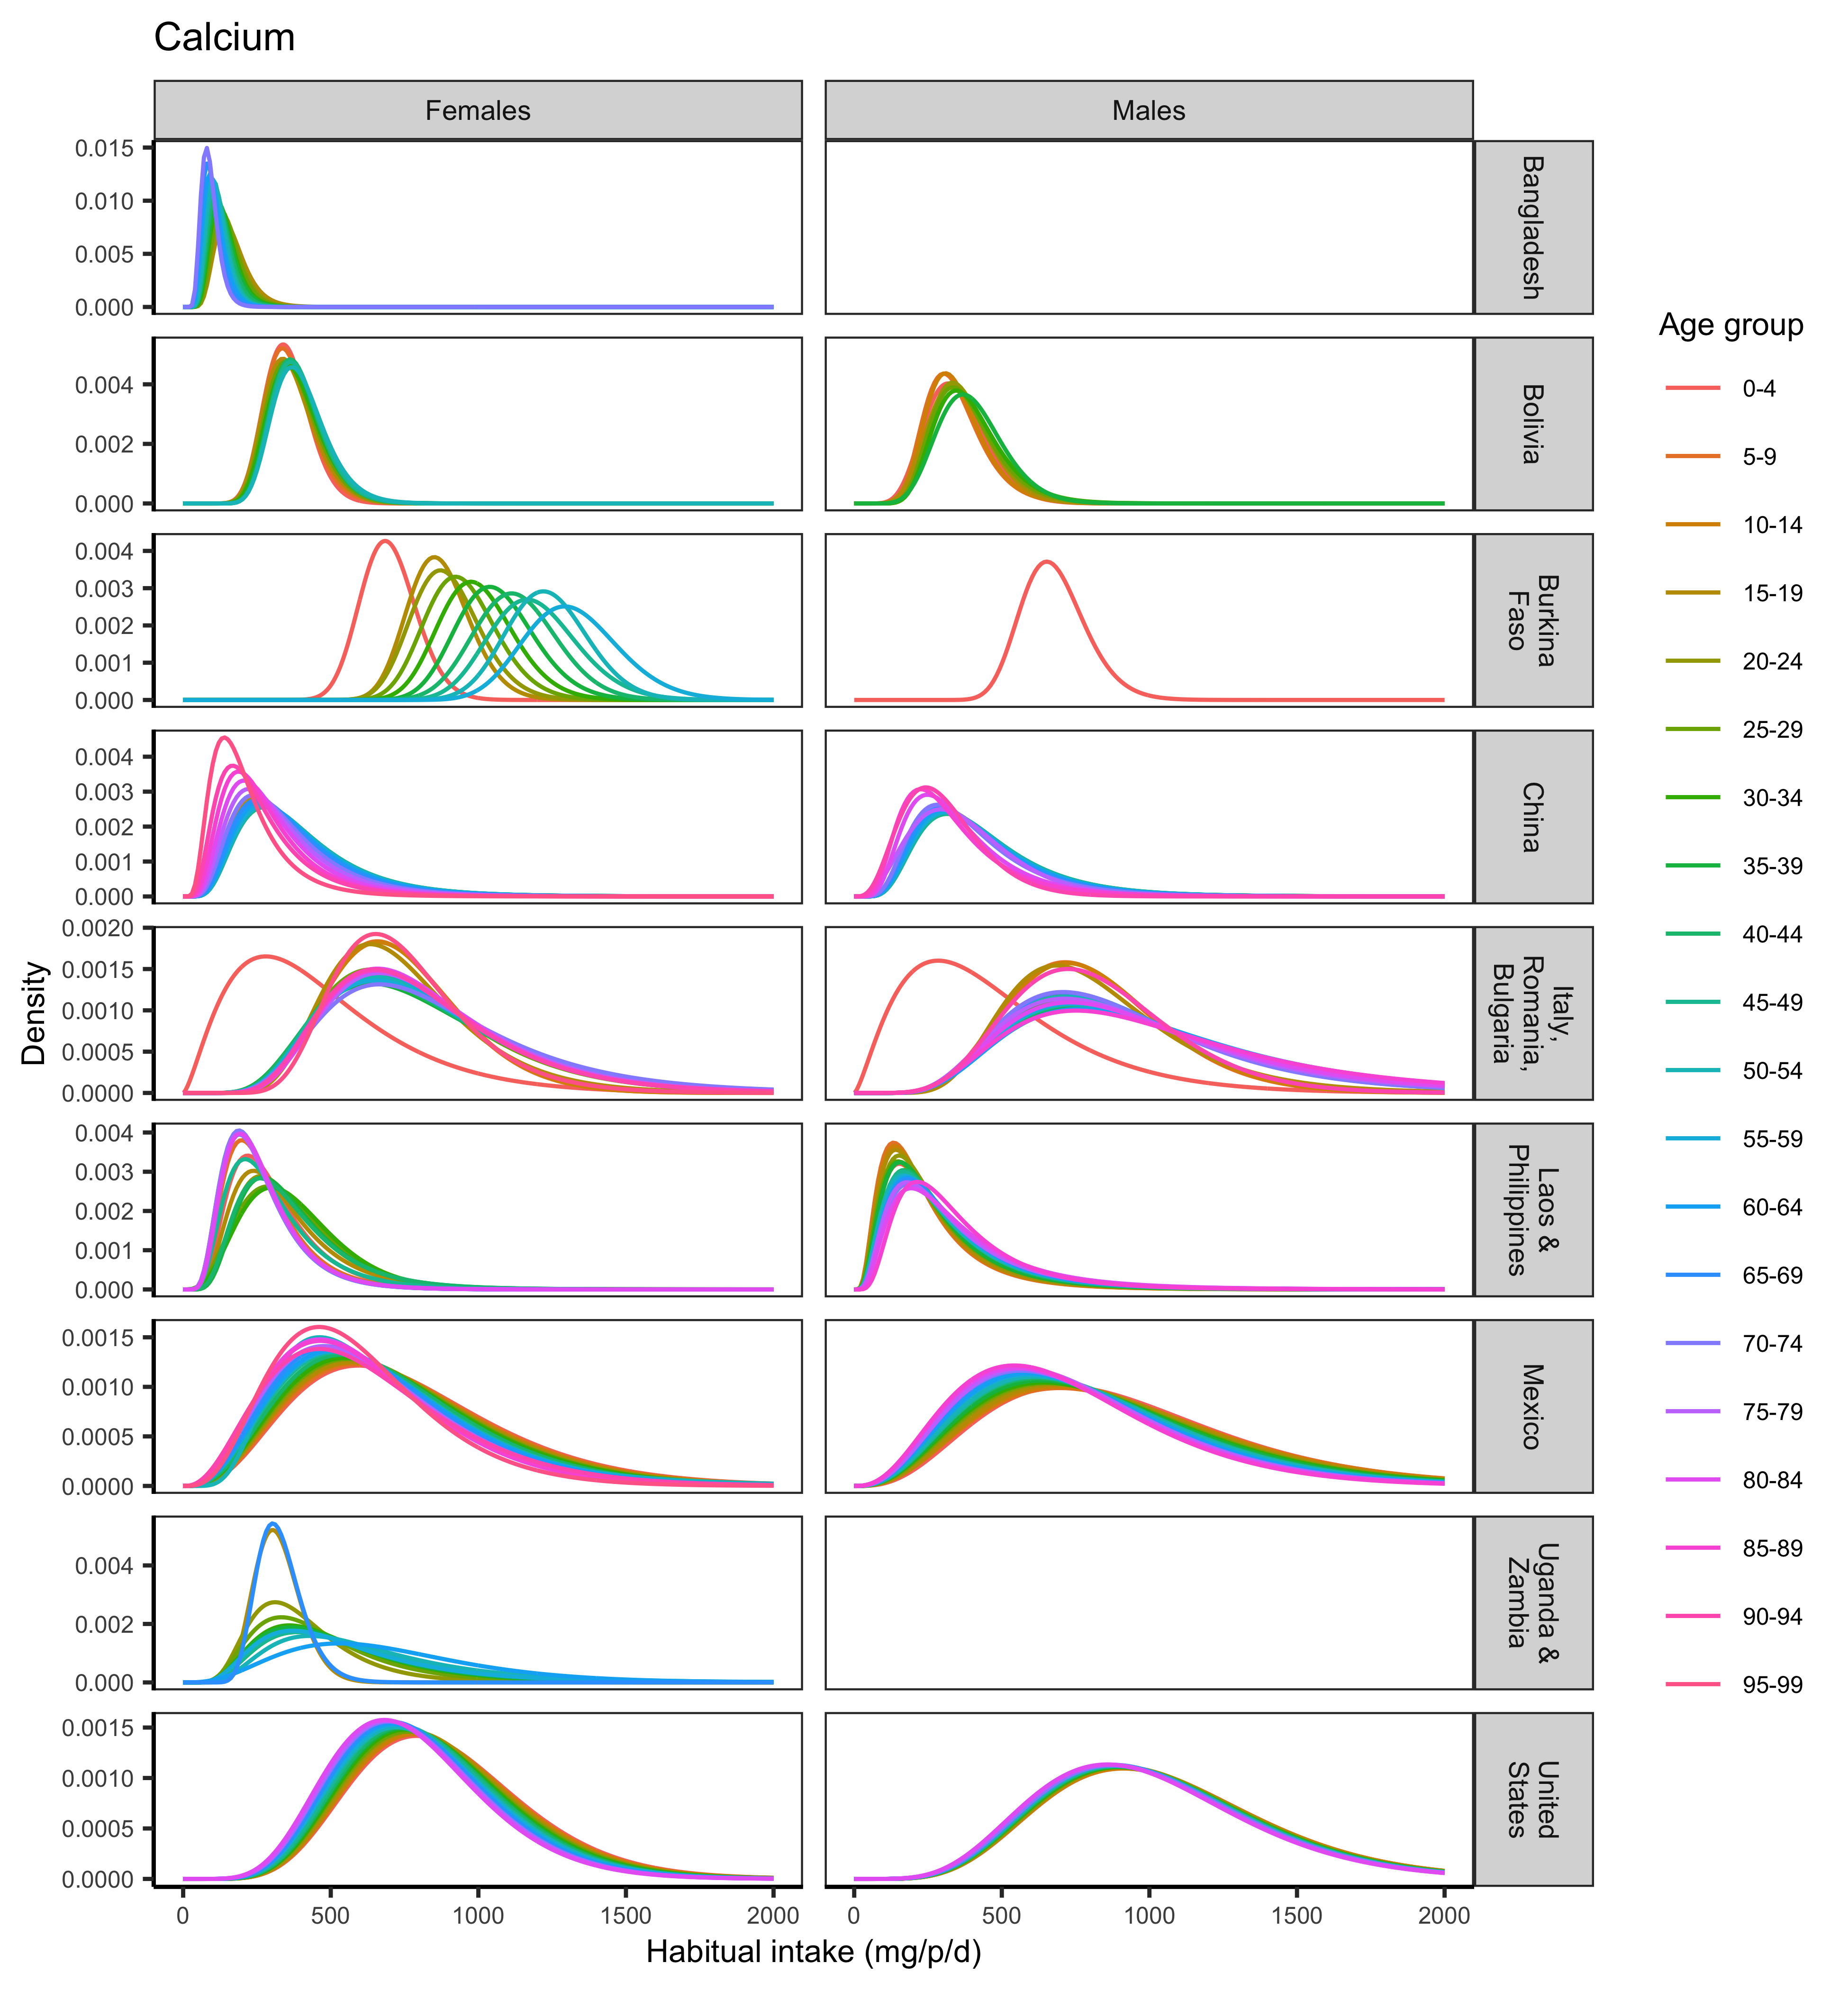 Calcium
Females
Males
0.015
0.010
0.005
0.000
Bangladesh
0.004
0.002
0.000
Bolivia
0.004
0.003
0.002
0.001
0.000
Burkina
Faso
0.004
0.003
0.002
0.001
0.000
China
0.0020
0.0015
0.0010
0.0005
0.0000
Italy,
Romania,
Bulgaria
0.004
0.003
0.002
0.001
0.000
Laos &
Philippines
0.0015
0.0010
0.0005
0.0000
Mexico
0.004
0.002
0.000
Uganda &
Zambia
0.0015
0.0010
0.0005
0.0000
United
States
Density
0 500 1000 1500 2000
0 500 1000 1500 2000
Habitual intake (mg/p/d)
Age group
0-4
5-9
10-14
15-19
20-24
25-29
30-34
35-39
40-44
45-49
50-54
55-59
60-64
65-69
70-74
75-79
80-84
85-89
90-94
95-99